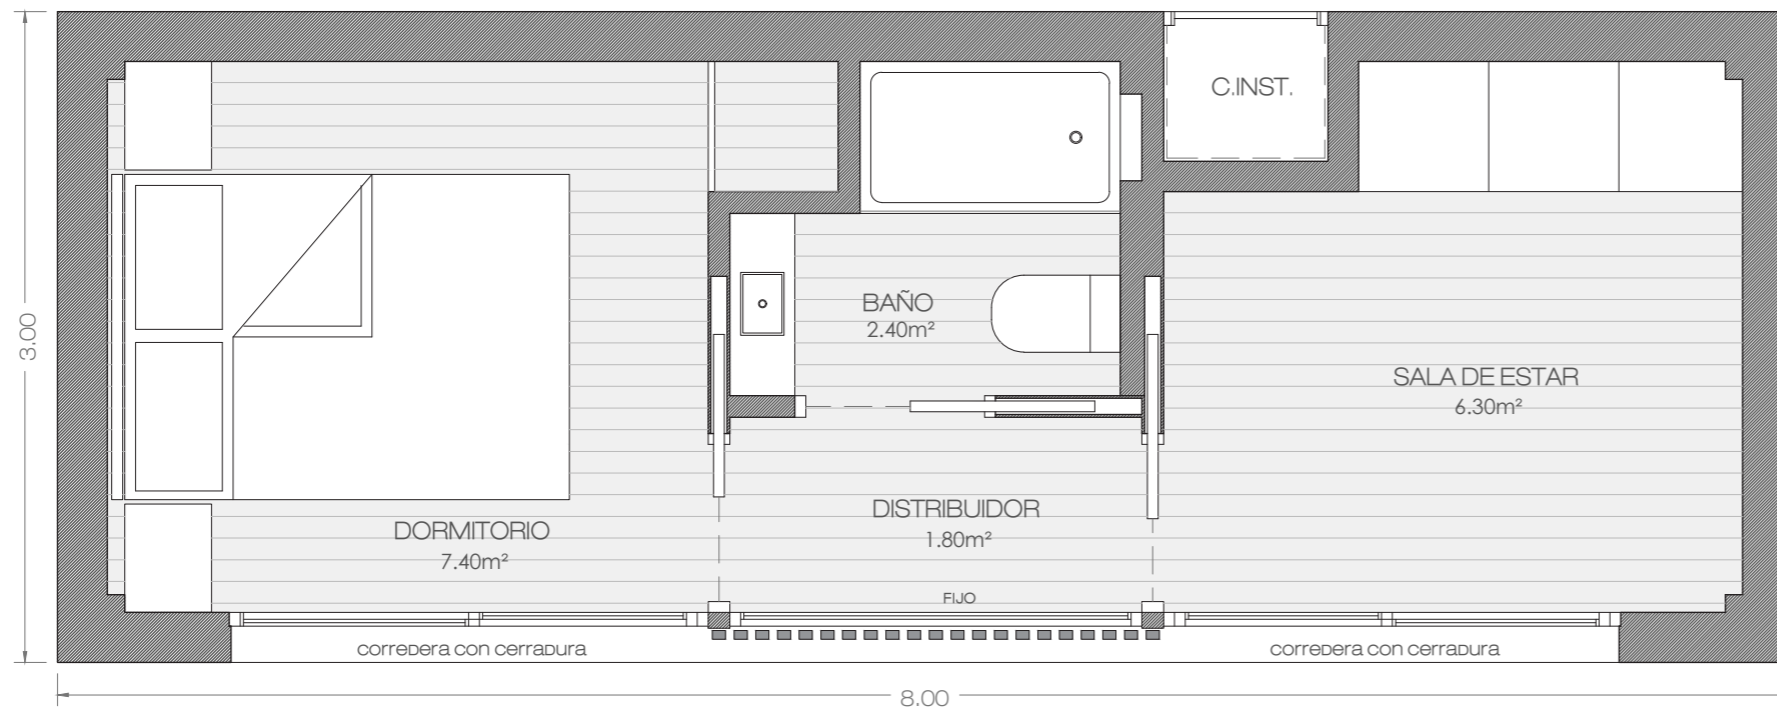 C.INST.
3.00
BAÑO
2.40m²
SALA DE ESTAR
6.30m²
DISTRIBUIDOR
1.80m²
DORMITORIO
7.40m²
FIJO
correDera con cerraDura
correDera con cerraDura
8.00